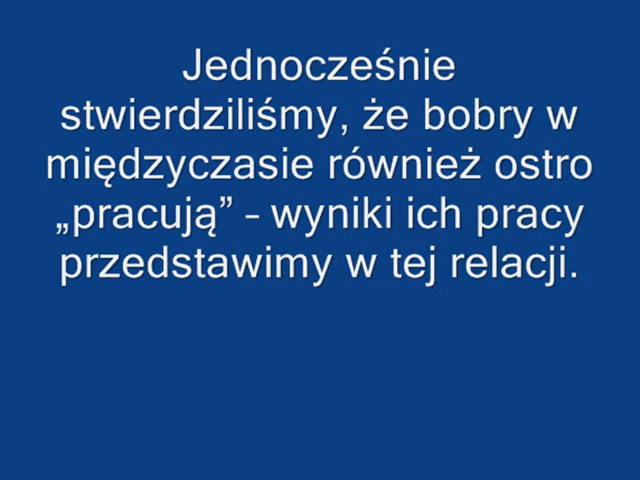 Jednocześnie
stwierdziliśmy, że bobry w
międzyczasie również ostro
„pracują” - wyniki ich pracy
przedstawimy w tej relacji.